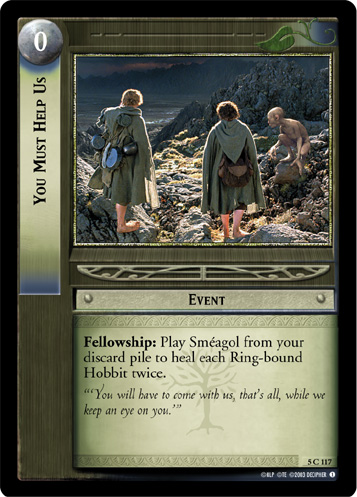 0
You Must Help Us
Event
Fellowship: Play Sméagol from your
discard pile to heal each Ring-bound
Hobbit twice.
“‘You will have to come with us, that’s all, while we
keep an eye on you.’”
5 C 117
©NLP ™TE ©2003 DECIPHER